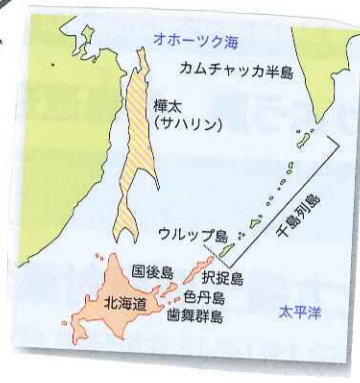 オホーツク海
カムチャッカ半島
樺太
(サハリン)
千島列島
ウルップ島
国後島
択捉島
北海道
色丹島
歯舞群島
太平洋